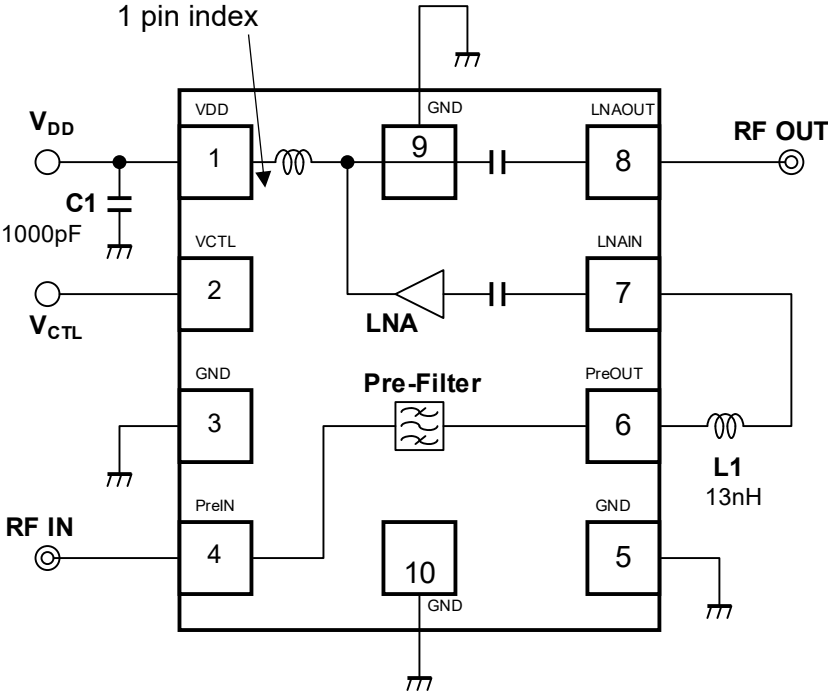 1 pin index
VDD
GND
LNAOUT
VDD
1
9
8
RF OUT
C1
1000pF
VCTL
LNAIN
2
7
VCTL
LNA
GND
Pre-Filter
PreOUT
3
6
L1
13nH
PreIN
GND
RF IN
4
10
5
GND